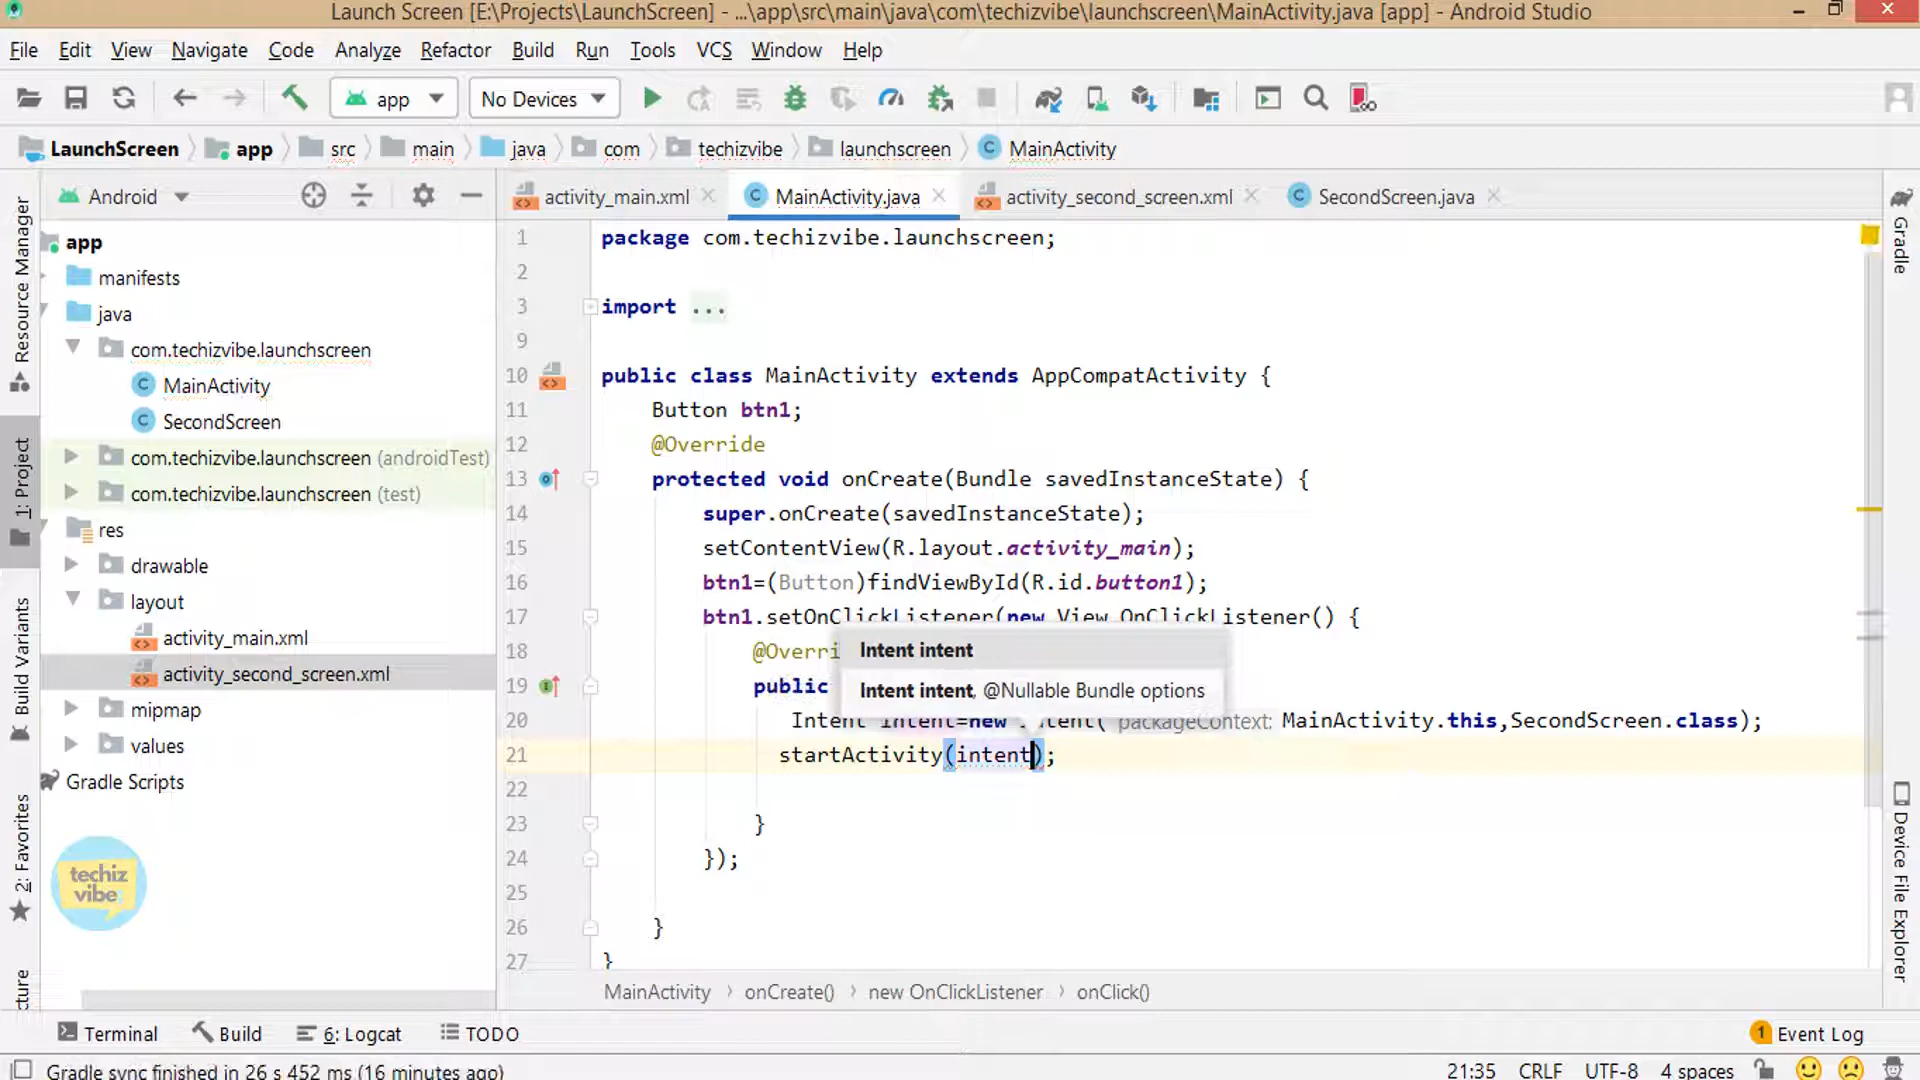 Launch Screen [E:\Projects\LaunchScreen] - ...\app\src\main\java\com\techizvibe\launchscreen\MainActivity.java [app] - Android Studio
File Edit View Navigate Code Analyze Refactor Build Run Tools VCS Window Help
app No Devices
LaunchScreen app src main java com techizvibe launchscreen MainActivity
Android activity_main.xml MainActivity.java activity_second_screen.xml SecondScreen.java
Resource Manager
1: Project
Build Variants
2: Favorites
cture
app
manifests
java
com.techizvibe.launchscreen
MainActivity
SecondScreen
com.techizvibe.launchscreen (androidTest)
com.techizvibe.launchscreen (test)
res
drawable
layout
activity_main.xml
activity_second_screen.xml
mipmap
values
Gradle Scripts
techiz
vibe
1 package com.techizvibe.launchscreen;
2
3 import ...
9
10 public class MainActivity extends AppCompatActivity {
11 Button btn1;
12 @Override
13 protected void onCreate(Bundle savedInstanceState) {
14 super.onCreate(savedInstanceState);
15 setContentView(R.layout.activity_main);
16 btn1=(Button)findViewById(R.id.button1);
17 btn1.setOnClickListener(new View.OnClickListener() {
18 @Overri
Intent intent
19 public
Intent intent, @Nullable Bundle options
20 Intent intent=new Intent( packageContext: MainActivity.this,SecondScreen.class);
21 startActivity(intent);
22
23 }
24 });
25
26 }
27 }
MainActivity onCreate() new OnClickListener onClick()
Gradle
Device File Explorer
Terminal Build 6: Logcat TODO 1 Event Log
Gradle sync finished in 26 s 452 ms (16 minutes ago) 21:35 CRLF UTF-8 4 spaces